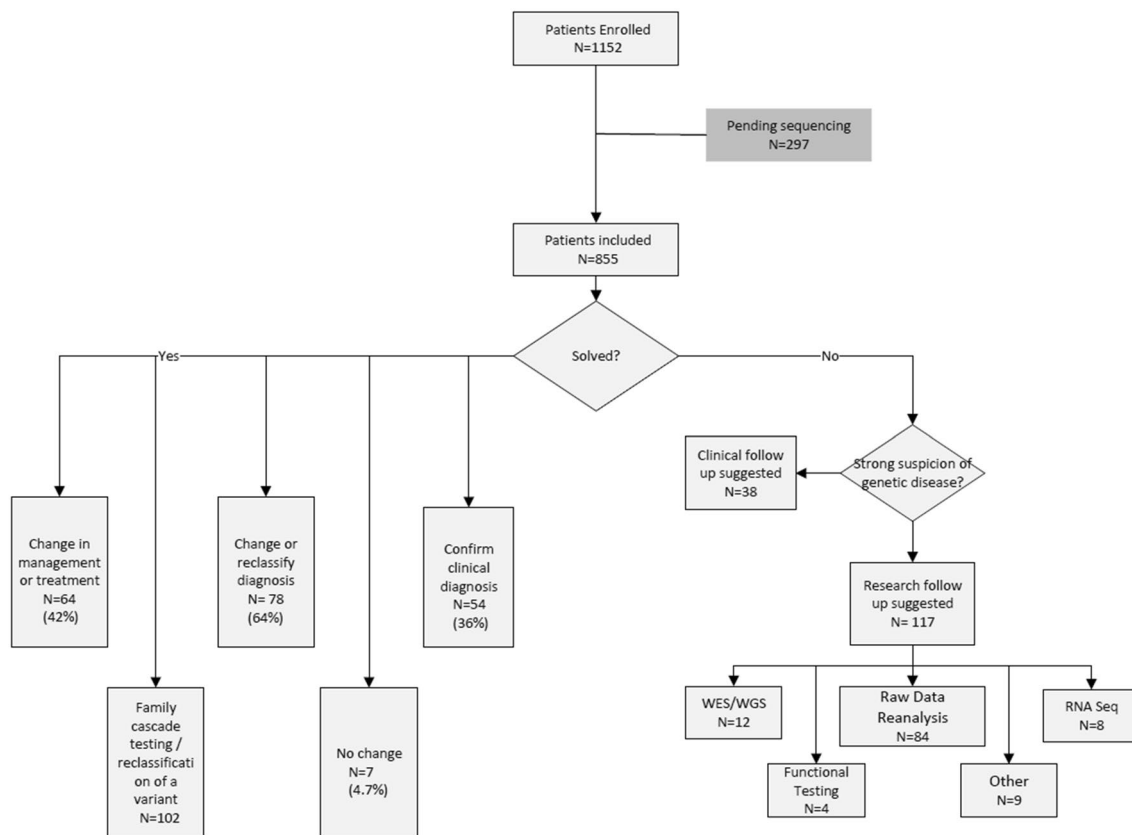 Patients Enrolled
N=1152
Pending sequencing
N=297
Patients included
N=855
Solved?
Yes
No
Strong suspicion of
genetic disease?
Clinical follow
up suggested
N=38
Change in
management
or treatment
N=64
(42%)
Change or
reclassify
diagnosis
N= 78
(64%)
Confirm
clinical
diagnosis
N=54
(36%)
Research follow
up suggested
N= 117
Family
cascade
testing /
reclassificati
on of a
variant
N=102
No change
N=7
(4.7%)
WES/WGS
N=12
Raw Data
Reanalysis
N=84
RNA Seq
N=8
Functional
Testing
N=4
Other
N=9